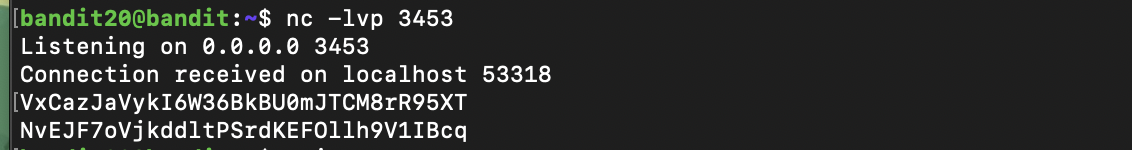 [bandit20@bandit:~$ nc -lvp 3453
Listening on 0.0.0.0 3453
Connection received on localhost 53318
[VxCazJaVykI6W36BkBU0mJTCM8rR95XT
NvEJF7oVjkddltPSrdKEFOllh9V1IBcq